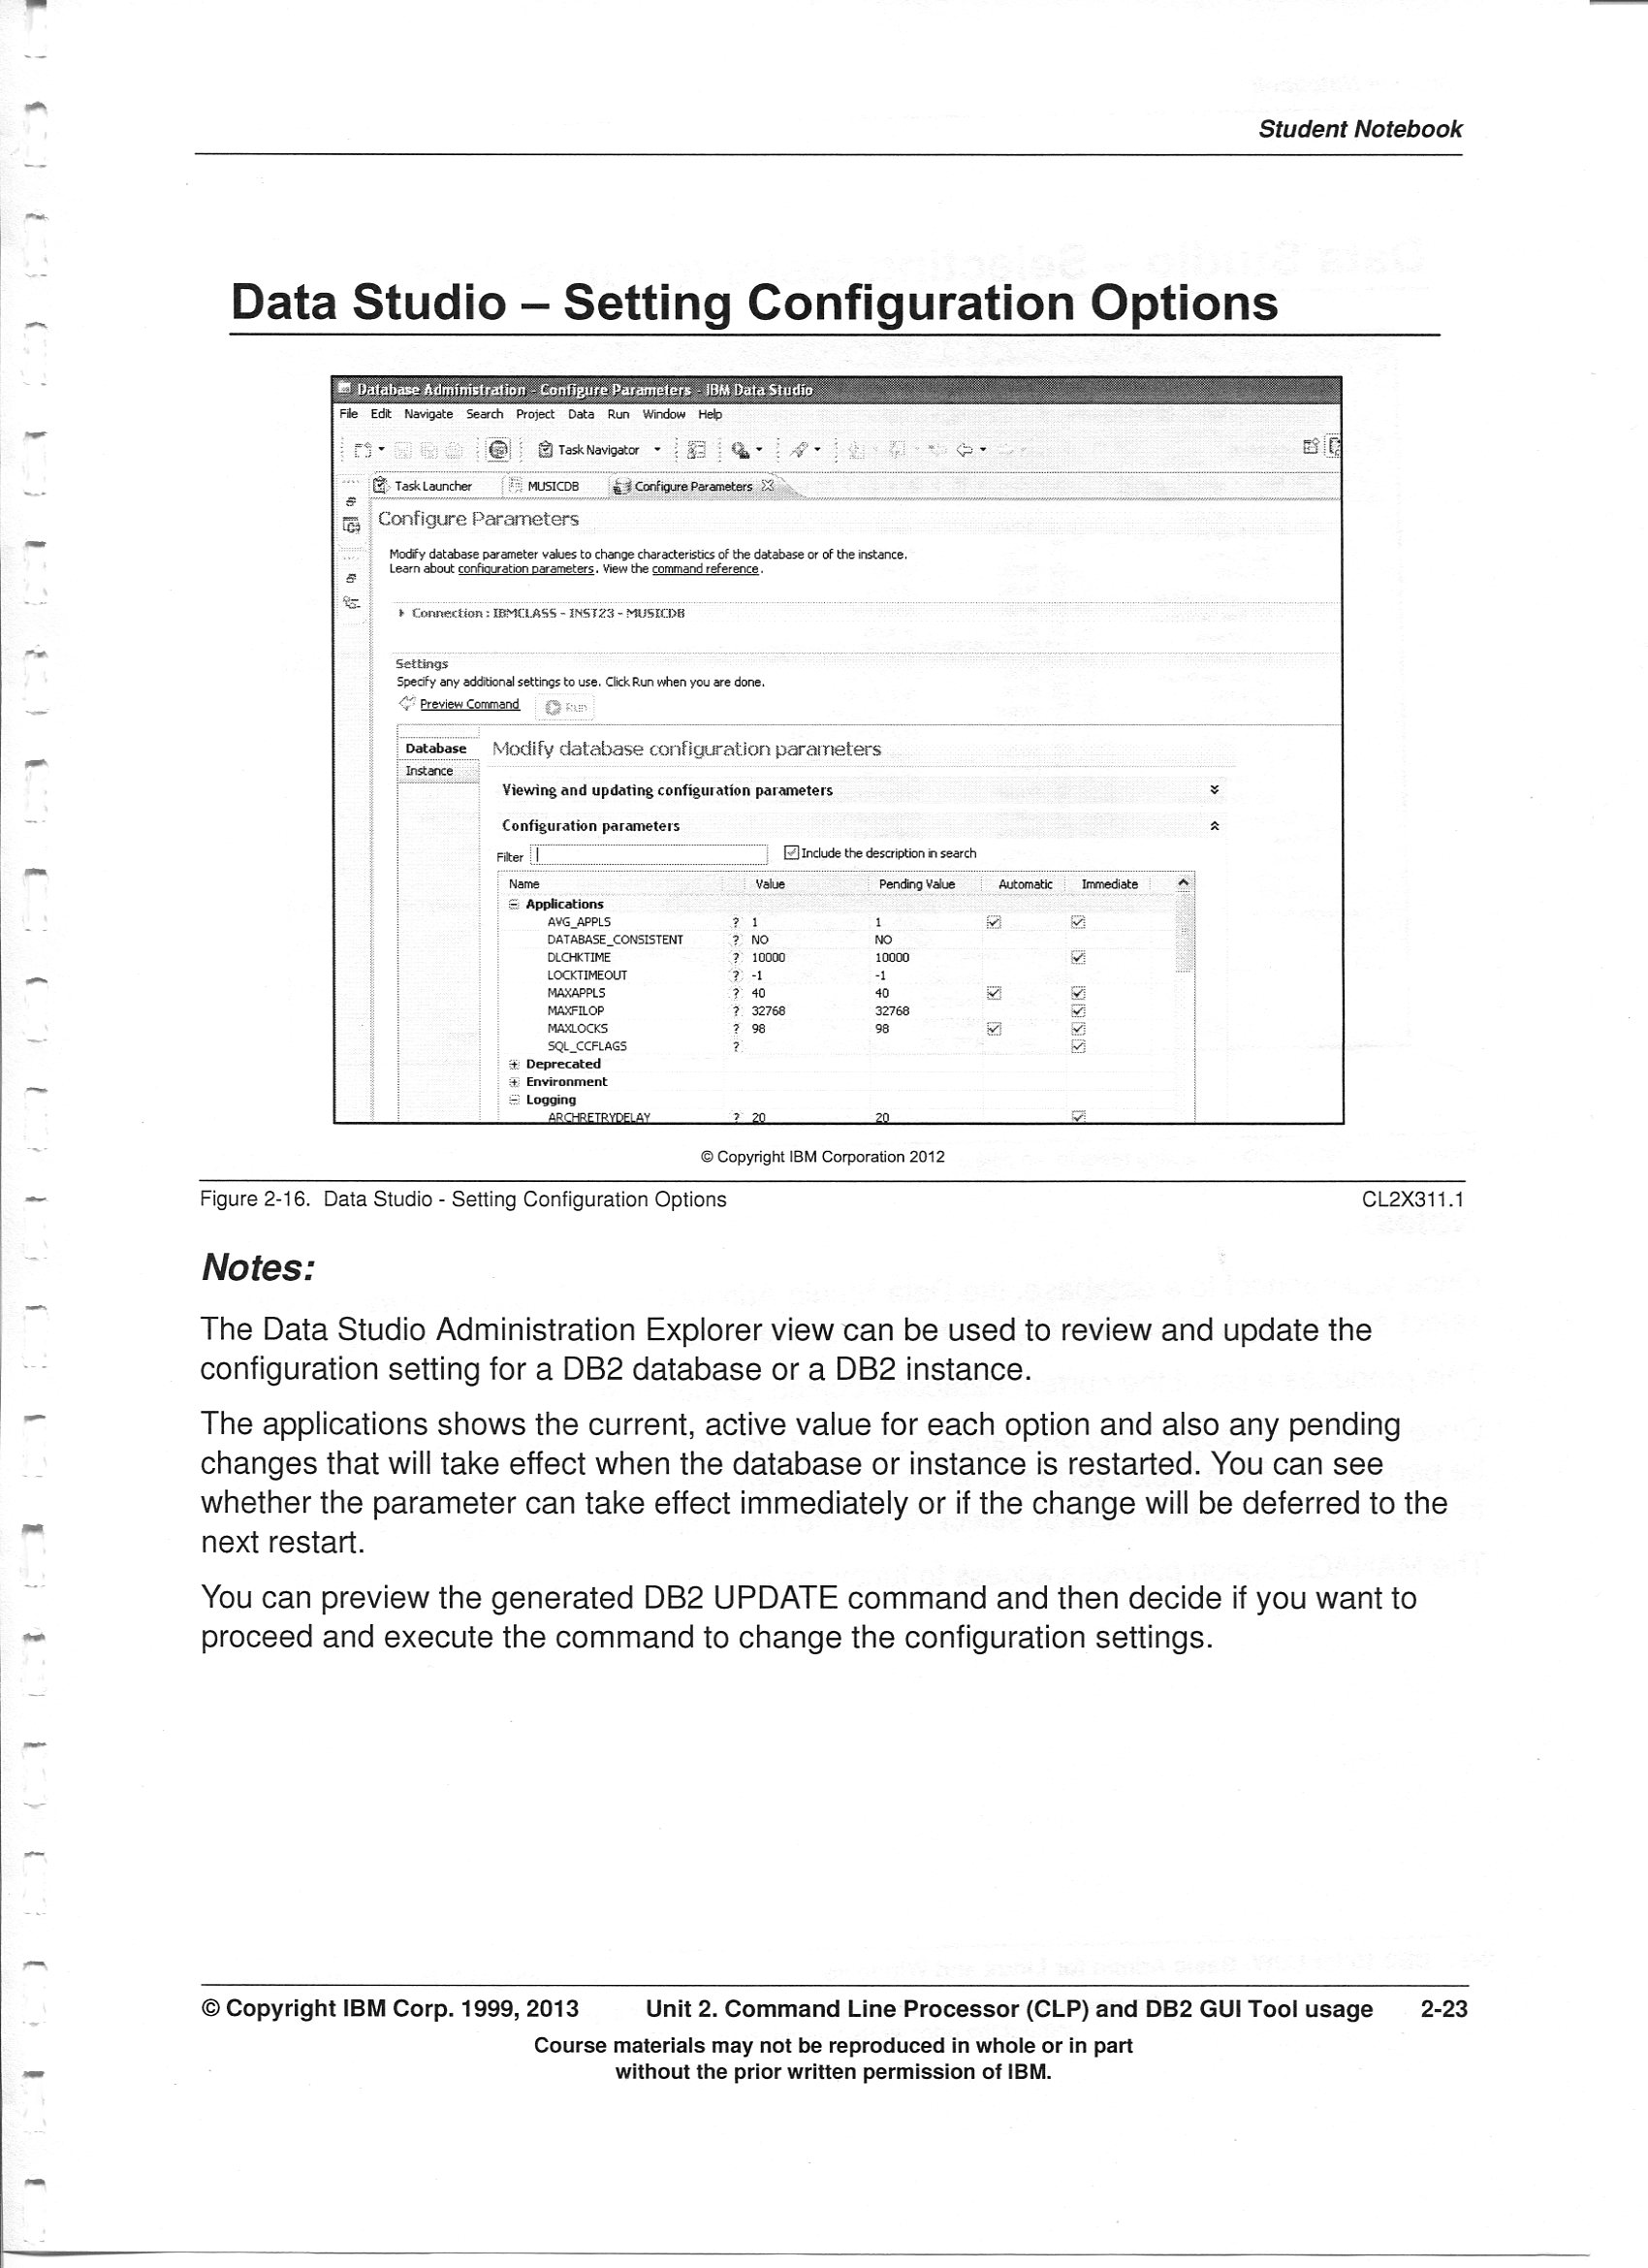 Student Notebook
Data Studio – Setting Configuration Options
Database Administration - Configure Parameters - IBM Data Studio
File Edit Navigate Search Project Data Run Window Help
Task Navigator
Task Launcher MUSICDB Configure Parameters
Configure Parameters
Modify database parameter values to change characteristics of the database or of the instance.
Learn about configuration parameters. View the command reference.
Connection : IBMCLASS - INST23 - MUSICDB
Settings
Specify any additional settings to use. Click Run when you are done.
Preview Command Run
Database Modify database configuration parameters
Instance
Viewing and updating configuration parameters
Configuration parameters
Filter Include the description in search
Name Value Pending Value Automatic Immediate
Applications
AVG_APPLS ? 1 1
DATABASE_CONSISTENT ? NO NO
DLCHKTIME ? 10000 10000
LOCKTIMEOUT ? -1 -1
MAXAPPLS ? 40 40
MAXFILOP ? 32768 32768
MAXLOCKS ? 98 98
SQL_CCFLAGS ?
Deprecated
Environment
Logging
ARCHRETRYDELAY ? 20 20
© Copyright IBM Corporation 2012
Figure 2-16. Data Studio - Setting Configuration Options CL2X311.1
Notes:
The Data Studio Administration Explorer view can be used to review and update the
configuration setting for a DB2 database or a DB2 instance.
The applications shows the current, active value for each option and also any pending
changes that will take effect when the database or instance is restarted. You can see
whether the parameter can take effect immediately or if the change will be deferred to the
next restart.
You can preview the generated DB2 UPDATE command and then decide if you want to
proceed and execute the command to change the configuration settings.
© Copyright IBM Corp. 1999, 2013 Unit 2. Command Line Processor (CLP) and DB2 GUI Tool usage 2-23
Course materials may not be reproduced in whole or in part
without the prior written permission of IBM.